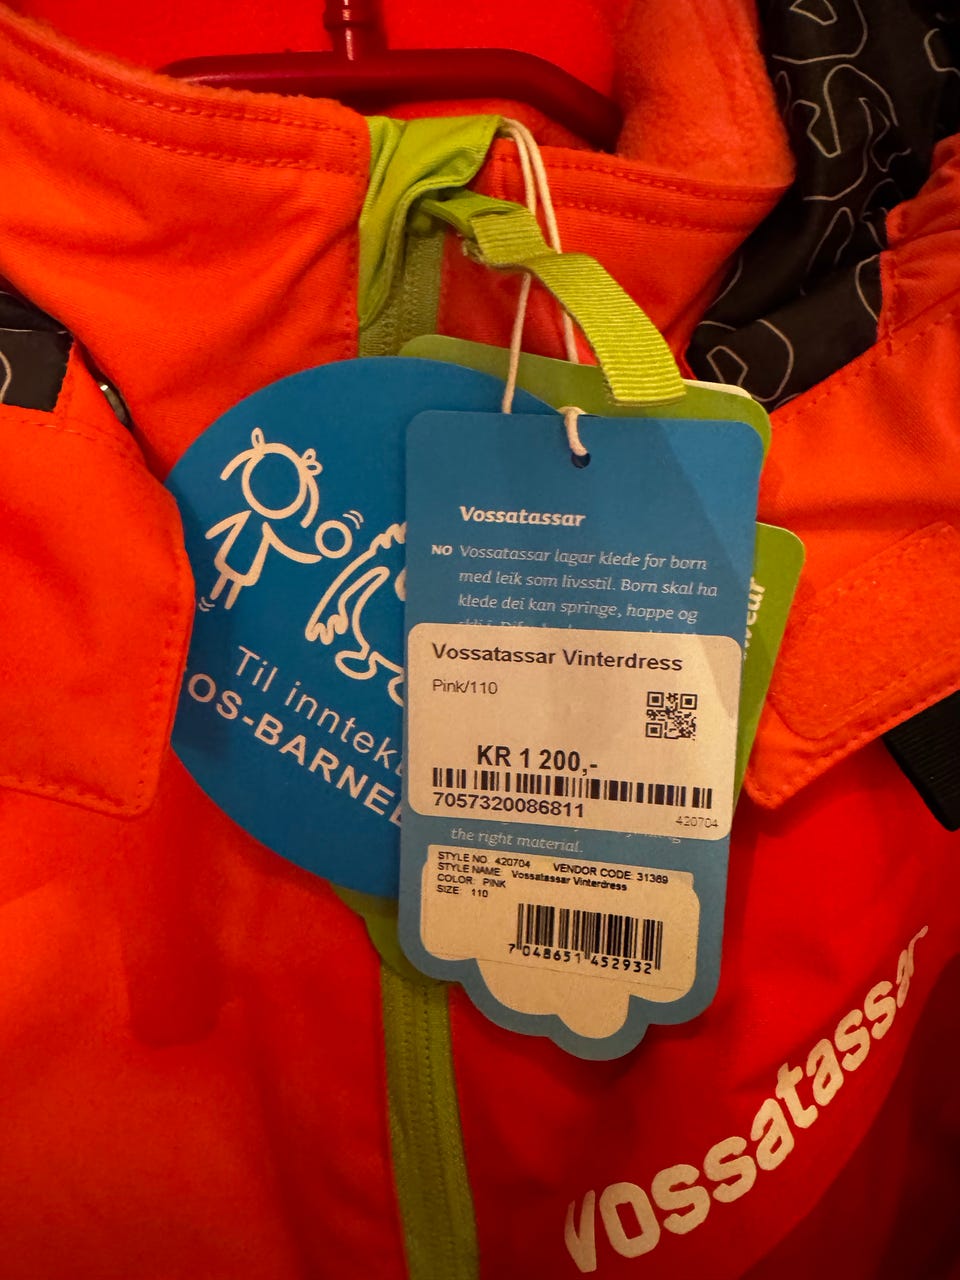 Vossatassar
NO Vossatassar lagar klede for born
med leik som livsstil. Born skal ha
klede dei kan springe, hoppe og
Vossatassar Vinterdress
Pink/110
KR 1 200,-
7057320086811
420704
the right material.
STYLE NO 420704 VENDOR CODE: 31369
STYLE NAME: Vossatassar Vinterdress
COLOR: PINK
SIZE: 110
7 048651 452932
Til inntek
OS-BARNE
wear
Vossatassar